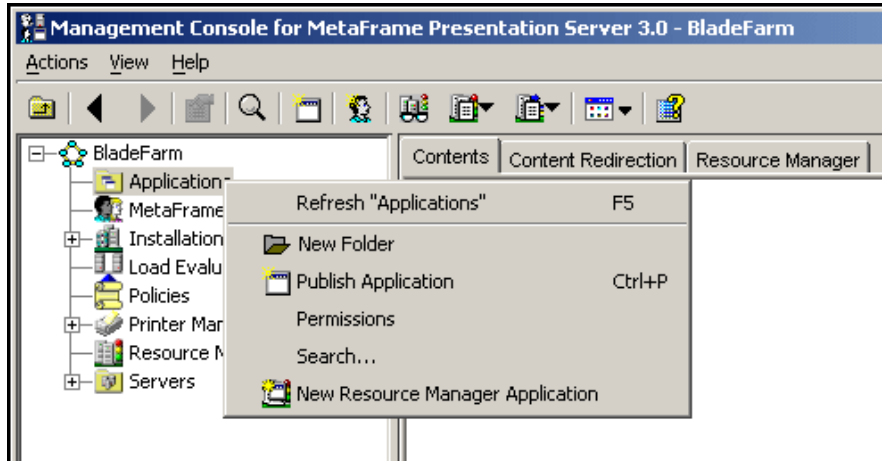 Management Console for MetaFrame Presentation Server 3.0 - BladeFarm
Actions View Help
BladeFarm
Contents Content Redirection Resource Manager
Applications
MetaFrame
Installation
Load Evalu
Policies
Printer Man
Resource M
Servers
Refresh "Applications" F5
New Folder
Publish Application Ctrl+P
Permissions
Search...
New Resource Manager Application